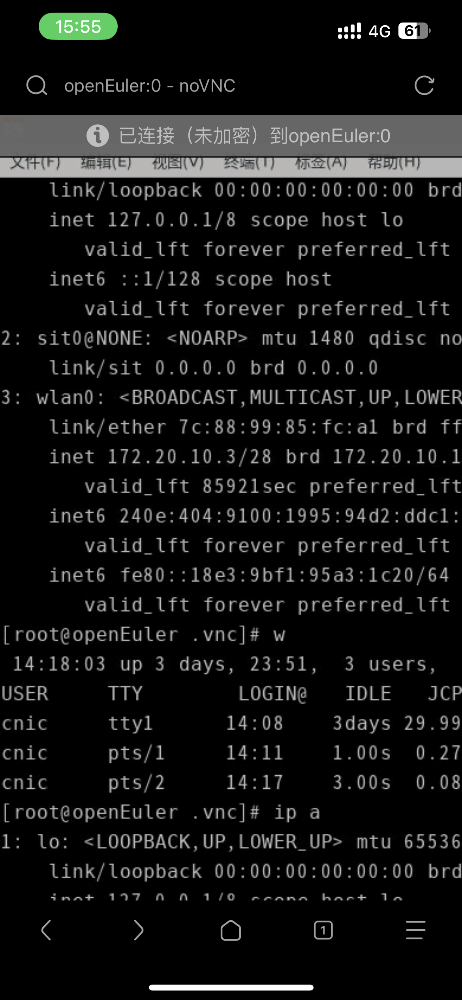 15:55
4G 61
openEuler:0 - noVNC
已连接（未加密）到openEuler:0
文件(F) 编辑(E) 视图(V) 终端(T) 标签(A) 帮助(H)
link/loopback 00:00:00:00:00:00 brd
inet 127.0.0.1/8 scope host lo
valid_lft forever preferred_lft
inet6 ::1/128 scope host
valid_lft forever preferred_lft
2: sit0@NONE: <NOARP> mtu 1480 qdisc no
link/sit 0.0.0.0 brd 0.0.0.0
3: wlan0: <BROADCAST,MULTICAST,UP,LOWER
link/ether 7c:88:99:85:fc:a1 brd ff
inet 172.20.10.3/28 brd 172.20.10.1
valid_lft 85921sec preferred_lft
inet6 240e:404:9100:1995:94d2:ddc1:
valid_lft forever preferred_lft
inet6 fe80::18e3:9bf1:95a3:1c20/64
valid_lft forever preferred_lft
[root@openEuler .vnc]# w
14:18:03 up 3 days, 23:51,  3 users,
USER TTY LOGIN@ IDLE JCP
cnic tty1 14:08 3days 29.99
cnic pts/1 14:11 1.00s 0.27
cnic pts/2 14:17 3.00s 0.08
[root@openEuler .vnc]# ip a
1: lo: <LOOPBACK,UP,LOWER_UP> mtu 65536
link/loopback 00:00:00:00:00:00 brd
inet 127.0.0.1/8 scope host lo
1